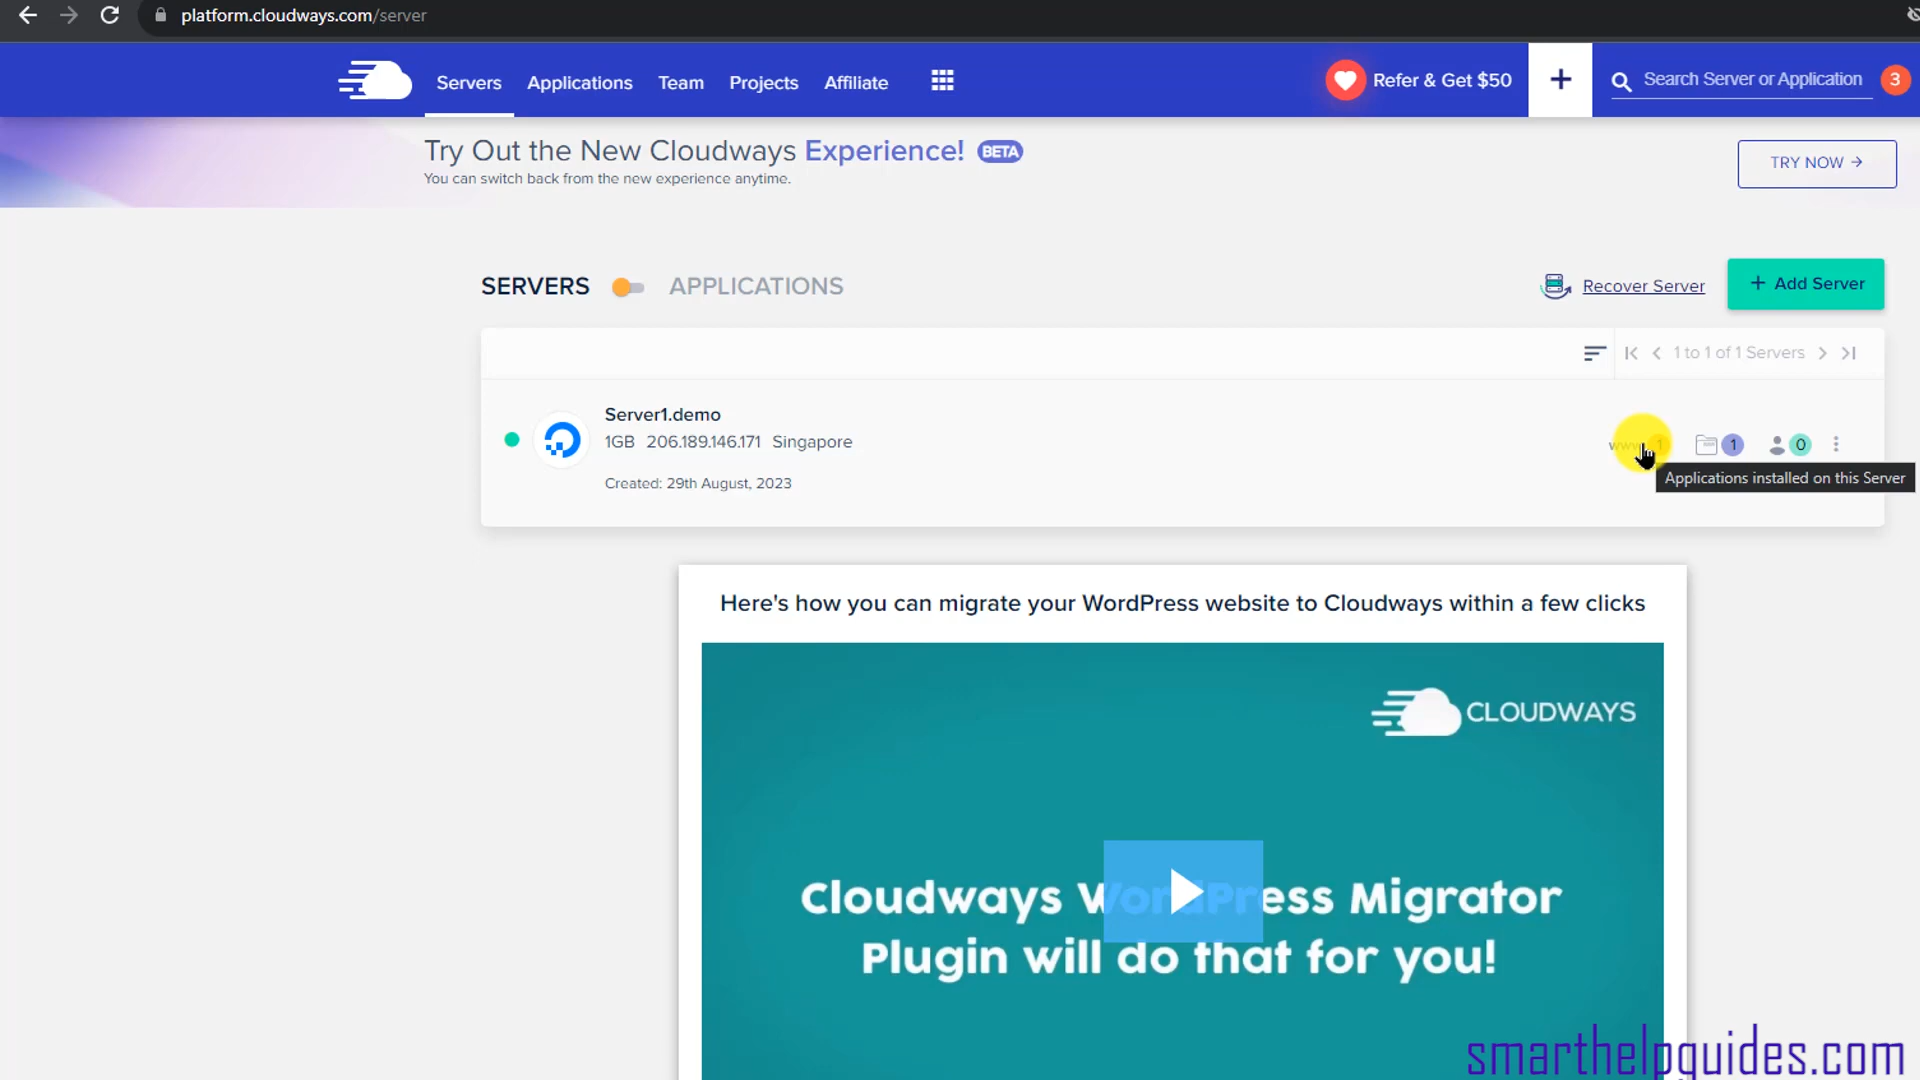 platform.cloudways.com/server
Servers Applications Team Projects Affiliate
Refer & Get $50
+
Search Server or Application
3
Try Out the New Cloudways Experience! BETA
You can switch back from the new experience anytime.
TRY NOW →
SERVERS APPLICATIONS
Recover Server
+ Add Server
1 to 1 of 1 Servers
Server1.demo
1GB 206.189.146.171 Singapore
Created: 29th August, 2023
www 1
1
0
Applications installed on this Server
Here's how you can migrate your WordPress website to Cloudways within a few clicks
CLOUDWAYS
Cloudways WordPress Migrator
Plugin will do that for you!
smarthelpguides.com